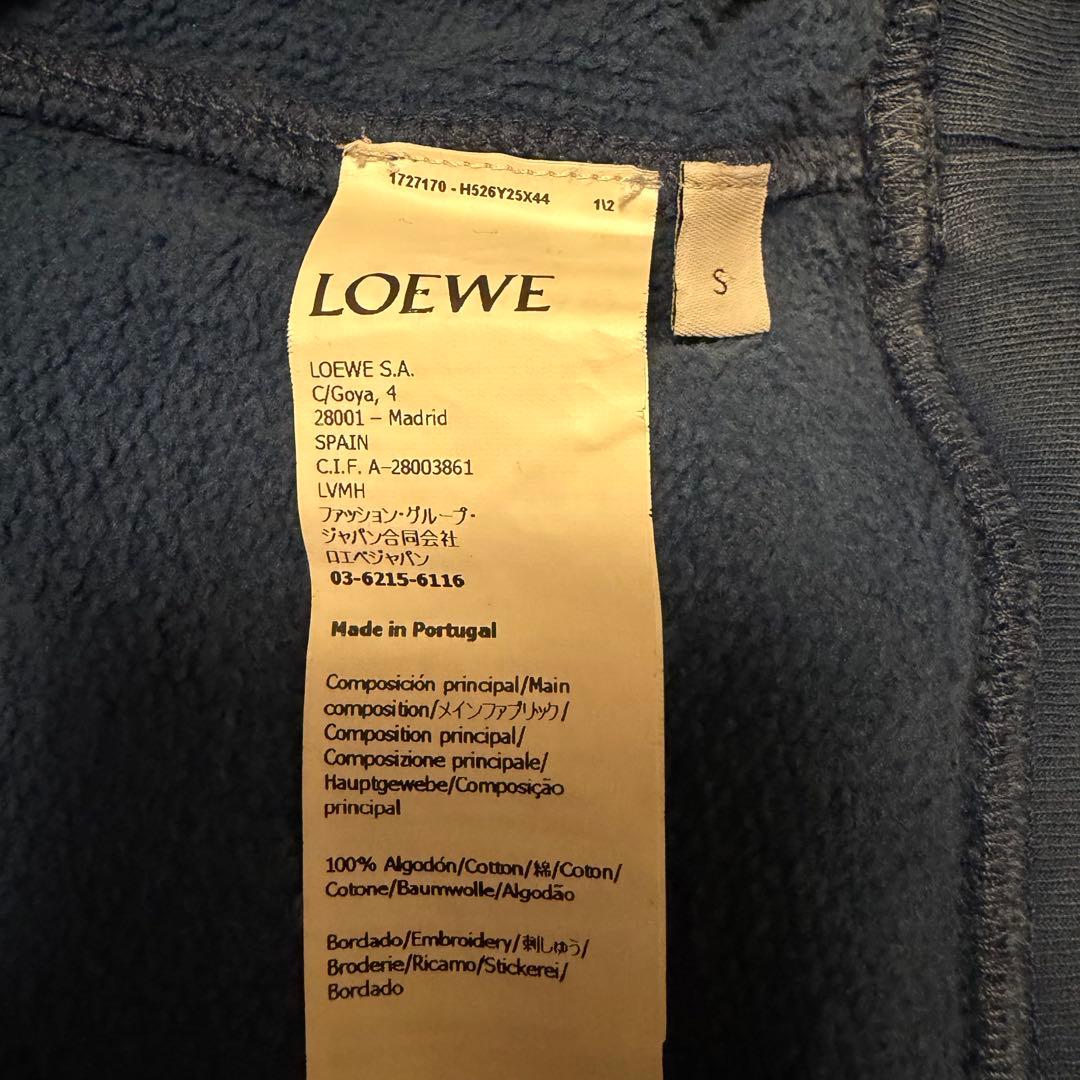 1727170 - H526Y25X44 1\2
LOEWE
S
LOEWE S.A.
C/Goya, 4
28001 – Madrid
SPAIN
C.I.F. A-28003861
LVMH
ファッション・グループ・
ジャパン合同会社
ロエベジャパン
03-6215-6116
Made in Portugal
Composición principal/Main
composition/メインファブリック/
Composition principal/
Composizione principale/
Hauptgewebe/Composição
principal
100% Algodón/Cotton/綿/Coton/
Cotone/Baumwolle/Algodão
Bordado/Embroidery/刺しゅう/
Broderie/Ricamo/Stickerei/
Bordado